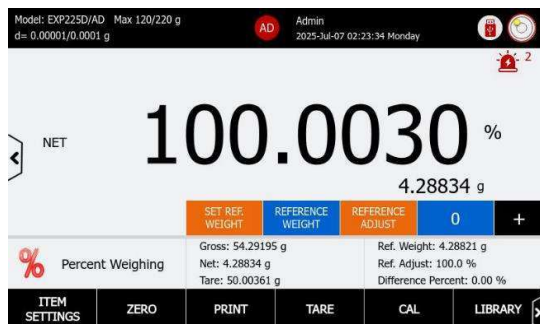 Model: EXP225D/AD Max 120/220 g
d= 0.00001/0.0001 g
AD
Admin
2025-Jul-07 02:23:34 Monday
2
NET
100.0030 %
4.28834 g
SET REF. WEIGHT
REFERENCE WEIGHT
REFERENCE ADJUST
0
+
% Percent Weighing
Gross: 54.29195 g
Net: 4.28834 g
Tare: 50.00361 g
Ref. Weight: 4.28821 g
Ref. Adjust: 100.0 %
Difference Percent: 0.00 %
ITEM SETTINGS
ZERO
PRINT
TARE
CAL
LIBRARY